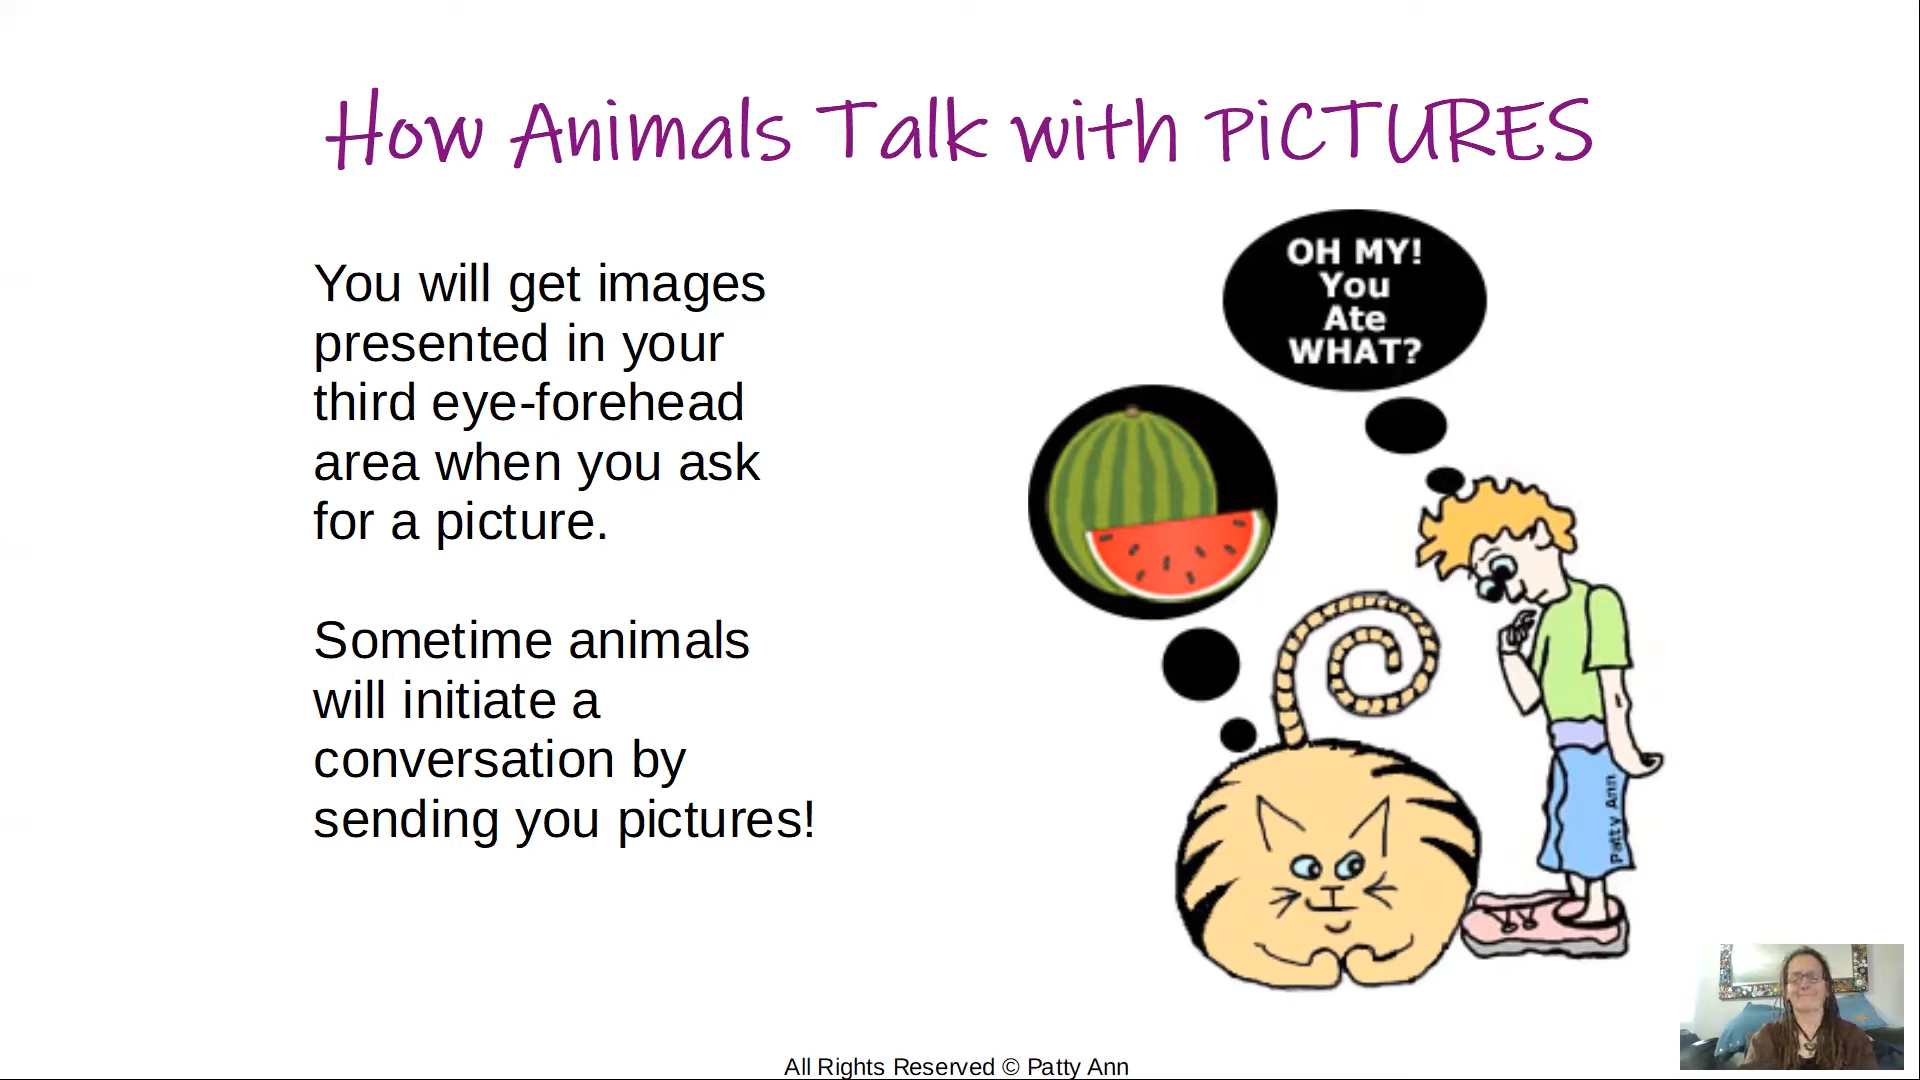 How Animals Talk with PiCTURES
You will get images
presented in your
third eye-forehead
area when you ask
for a picture.
Sometime animals
will initiate a
conversation by
sending you pictures!
OH MY!
You
Ate
WHAT?
Patty Ann
All Rights Reserved © Patty Ann